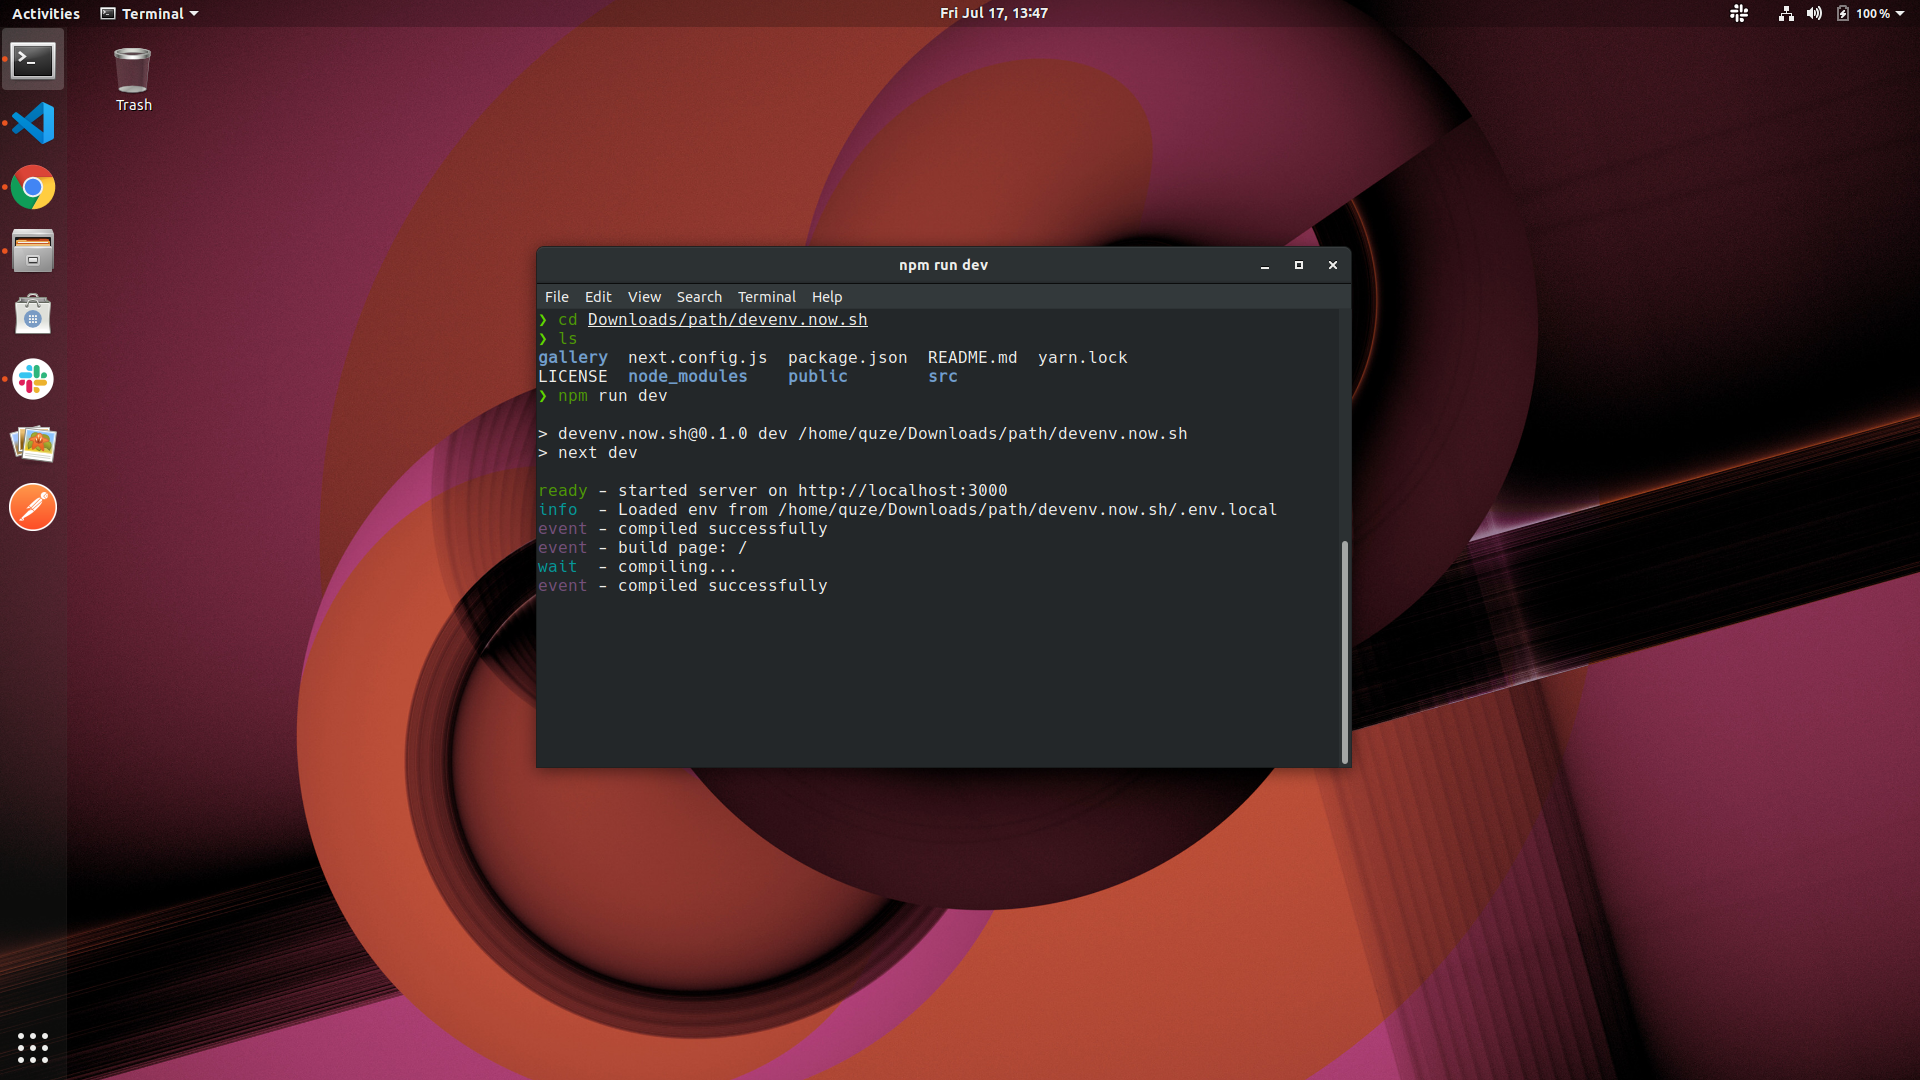 Activities Terminal Fri Jul 17, 13:47 100 %
Trash
npm run dev
File Edit View Search Terminal Help
❯ cd Downloads/path/devenv.now.sh
❯ ls
gallery next.config.js package.json README.md yarn.lock
LICENSE node_modules public src
❯ npm run dev
> devenv.now.sh@0.1.0 dev /home/quze/Downloads/path/devenv.now.sh
> next dev
ready - started server on http://localhost:3000
info - Loaded env from /home/quze/Downloads/path/devenv.now.sh/.env.local
event - compiled successfully
event - build page: /
wait - compiling...
event - compiled successfully